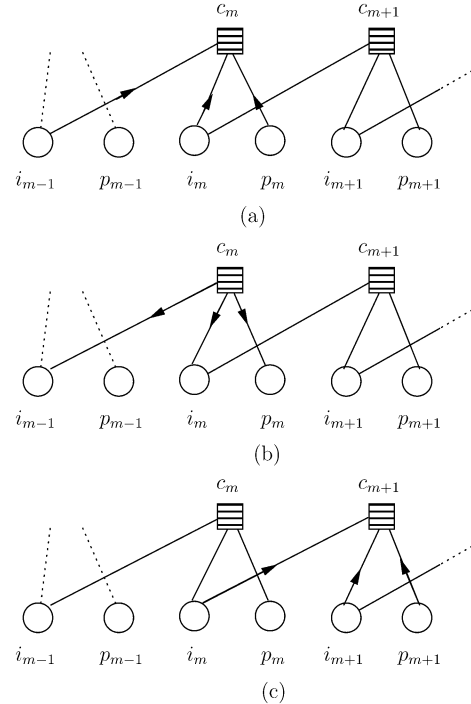 c_m c_{m+1}
i_{m−1} p_{m−1} i_m p_m i_{m+1} p_{m+1}
(a)
c_m c_{m+1}
i_{m−1} p_{m−1} i_m p_m i_{m+1} p_{m+1}
(b)
c_m c_{m+1}
i_{m−1} p_{m−1} i_m p_m i_{m+1} p_{m+1}
(c)